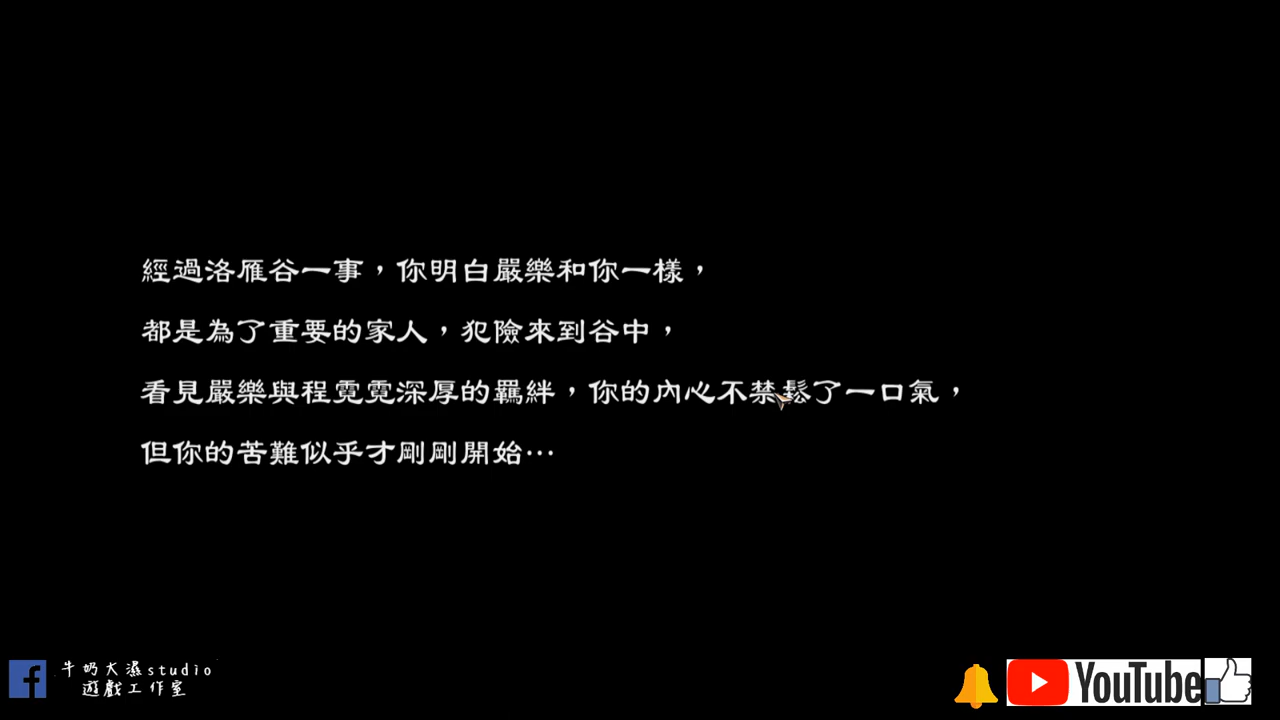 經過洛雁谷一事，你明白嚴樂和你一樣，
都是為了重要的家人，犯險來到谷中，
看見嚴樂與程霓霓深厚的羈絆，你的內心不禁鬆了一口氣，
但你的苦難似乎才剛剛開始…
牛奶大濕studio
遊戲工作室
YouTube